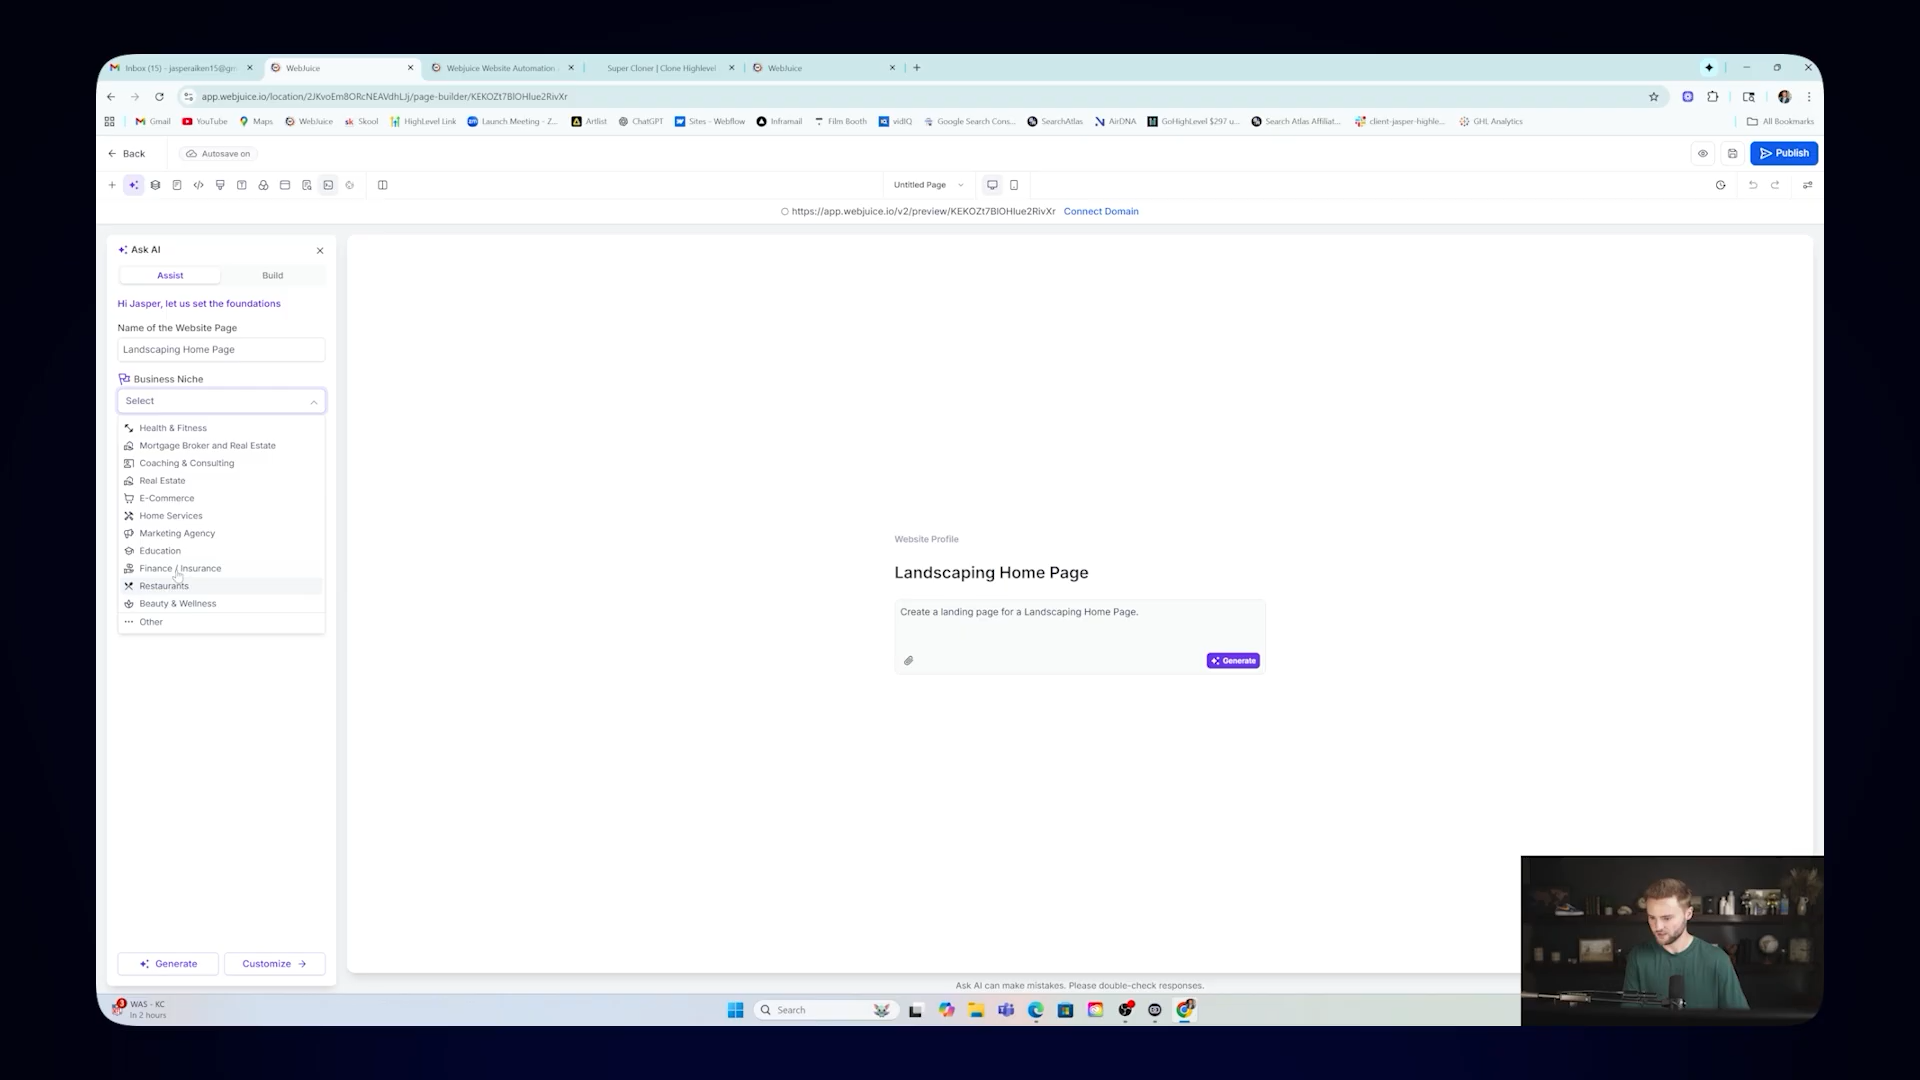 Inbox (15) - jasperaiken15@gm
WebJuice
Webjuice Website Automation
Super Cloner | Clone Highlevel
WebJuice
app.webjuice.io/location/2JKvoEm8ORcNEAVdhLJj/page-builder/KEKOZt7BlOHIue2RivXr
Gmail
YouTube
Maps
WebJuice
Skool
HighLevel Link
Launch Meeting - Z...
Artlist
ChatGPT
Sites - Webflow
Inframail
Film Booth
vidIQ
Google Search Cons...
SearchAtlas
AirDNA
GoHighLevel $297 u...
Search Atlas Affiliat...
client-jasper-highle...
GHL Analytics
All Bookmarks
Back
Autosave on
Publish
Untitled Page
https://app.webjuice.io/v2/preview/KEKOZt7BlOHIue2RivXr Connect Domain
Ask AI
Assist
Build
Hi Jasper, let us set the foundations
Name of the Website Page
Landscaping Home Page
Business Niche
Select
Health & Fitness
Mortgage Broker and Real Estate
Coaching & Consulting
Real Estate
E-Commerce
Home Services
Marketing Agency
Education
Finance / Insurance
Restaurants
Beauty & Wellness
Other
Website Profile
Landscaping Home Page
Create a landing page for a Landscaping Home Page.
Generate
Generate
Customize
Ask AI can make mistakes. Please double-check responses.
3
WAS - KC
In 2 hours
Search